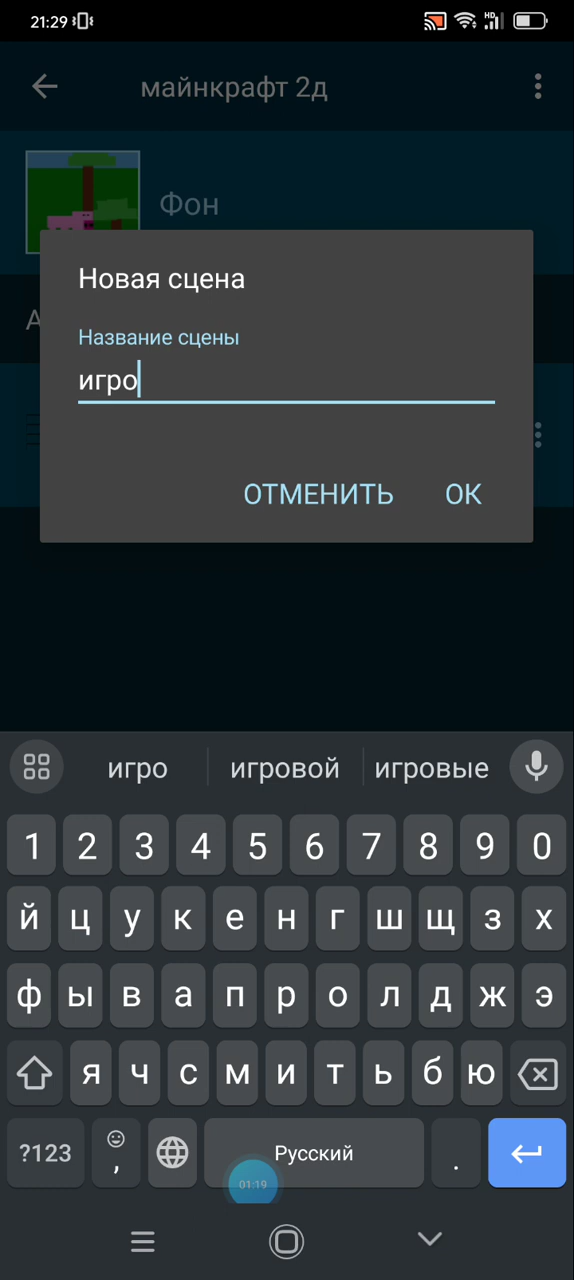 21:29
HD
майнкрафт 2д
Фон
Новая сцена
Название сцены
игро
ОТМЕНИТЬ ОК
игро игровой игровые
1 2 3 4 5 6 7 8 9 0
й ц у к е н г ш щ з х
ф ы в а п р о л д ж э
я ч с м и т ь б ю
?123 , Русский .
01:19